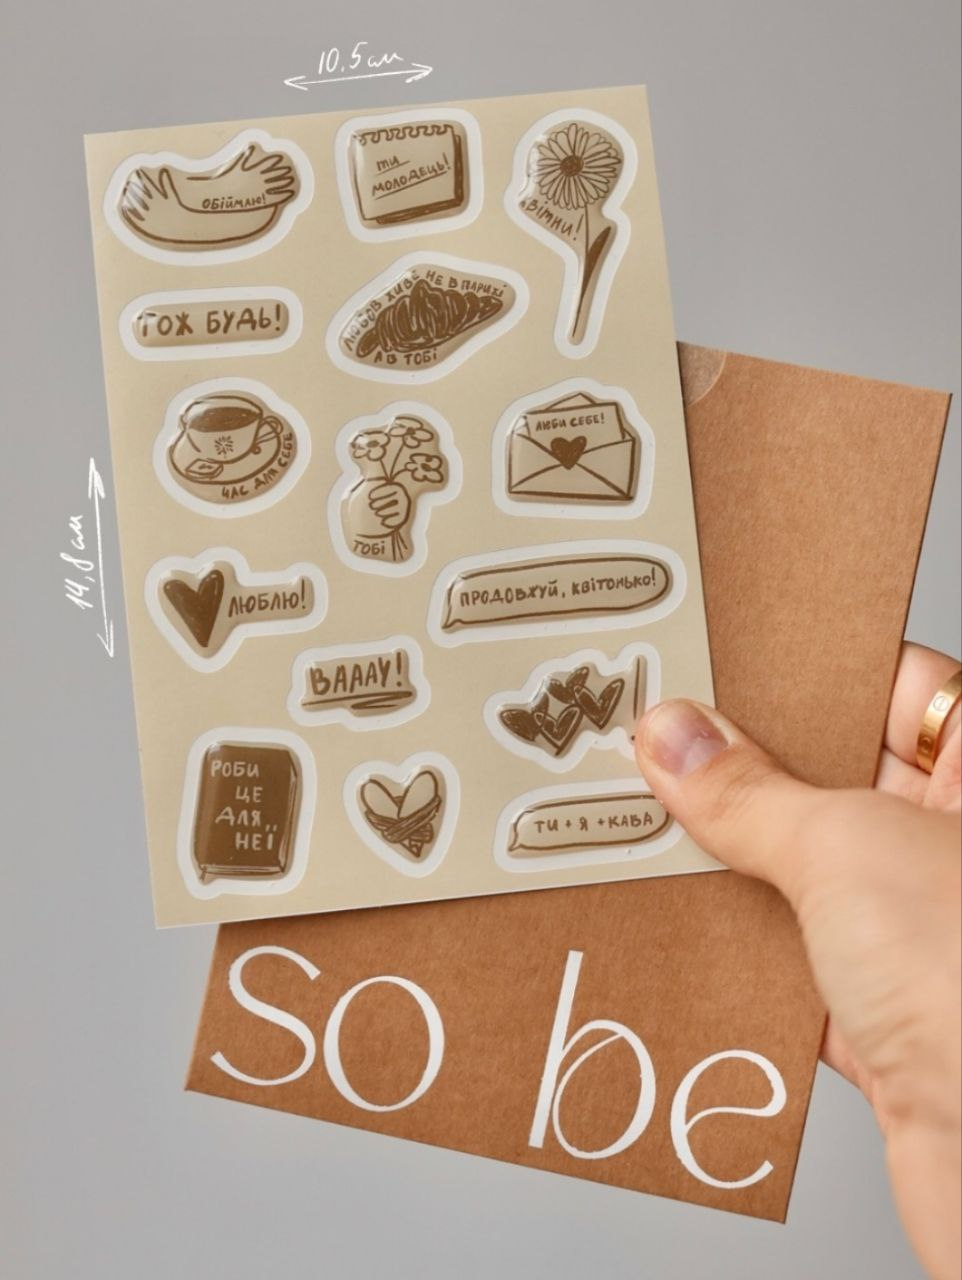 10,5 см
ОБІЙМАЮ!
ТИ
МОЛОДЕЦЬ!
КВІТНИ!
ТОЖ БУДЬ!
ЛЮБОВ ЖИВЕ НЕ В ПАРИЖІ
А В ТОБІ
ЧАС ДЛЯ СЕБЕ
ТОБІ
ЛЮБИ СЕБЕ!
14,8 см
ЛЮБЛЮ!
ПРОДОВЖУЙ, КВІТОНЬКО!
ВАААУ!
РОБИ
ЦЕ
ДЛЯ
НЕЇ
ТИ + Я + КАВА
so be